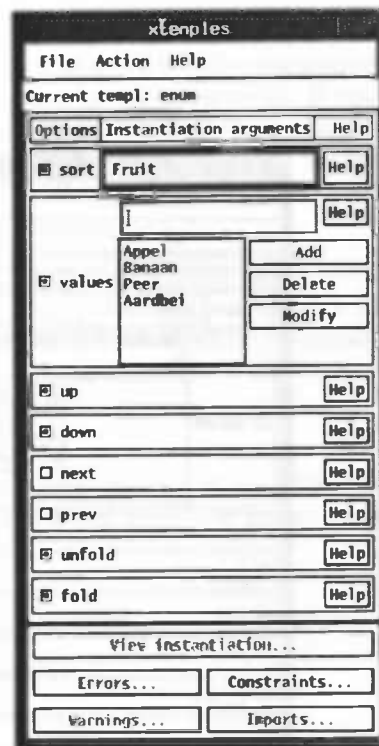 xtemples
File Action Help
Current templ: enum
Options Instantiation arguments Help
sort Fruit Help
Help
Appel Add
Banaan
values Peer Delete
Aardbei
Modify
up Help
down Help
next Help
prev Help
unfold Help
fold Help
View instantiation...
Errors... Constraints...
Warnings... Imports...